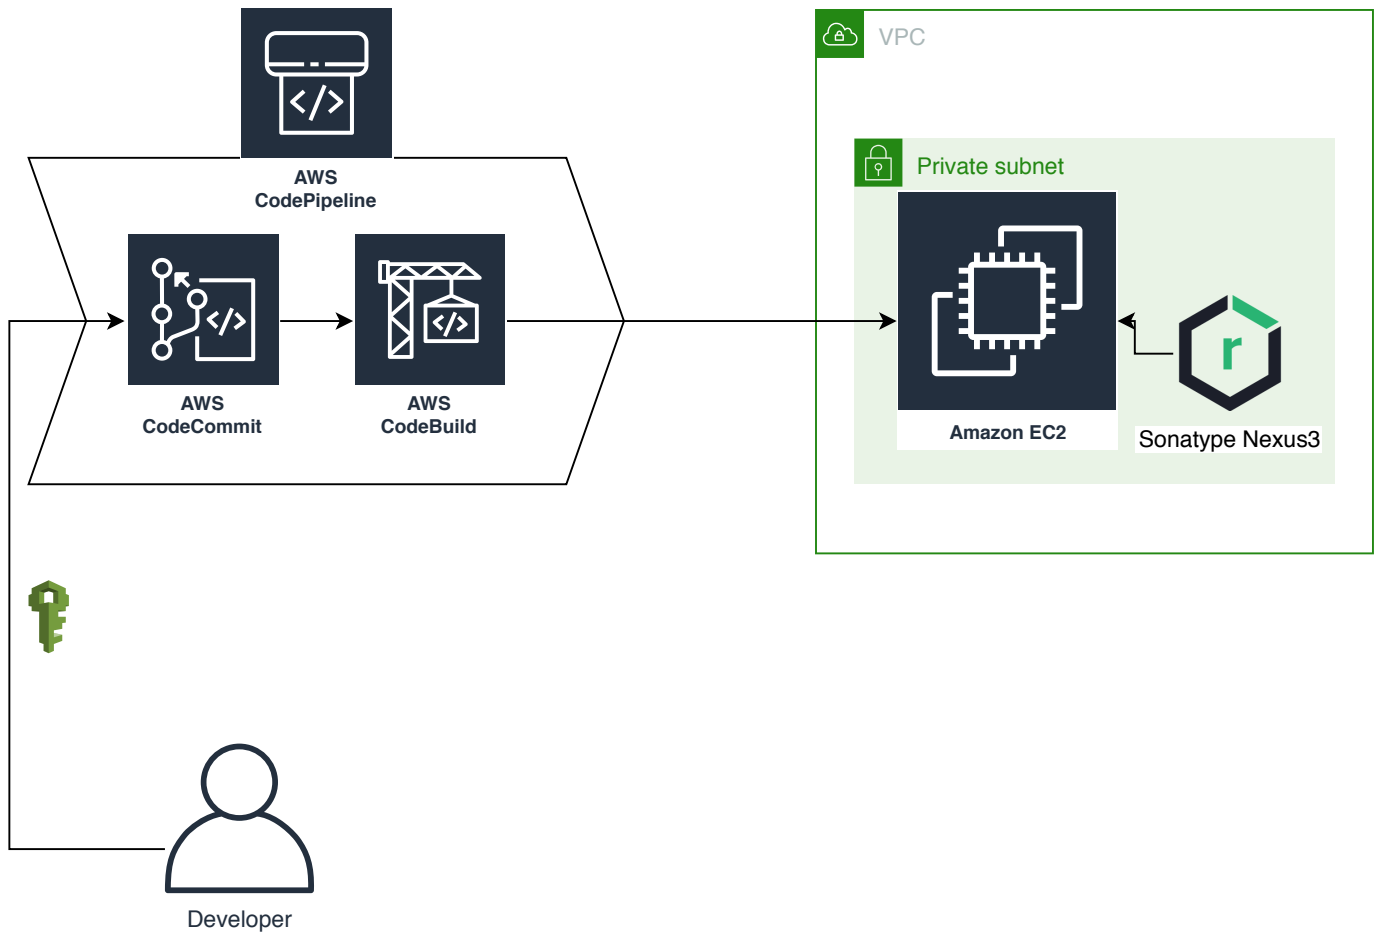 VPC
AWS
CodePipeline
Private subnet
</>
AWS
CodeCommit
AWS
CodeBuild
Amazon EC2
r
Sonatype Nexus3
Developer